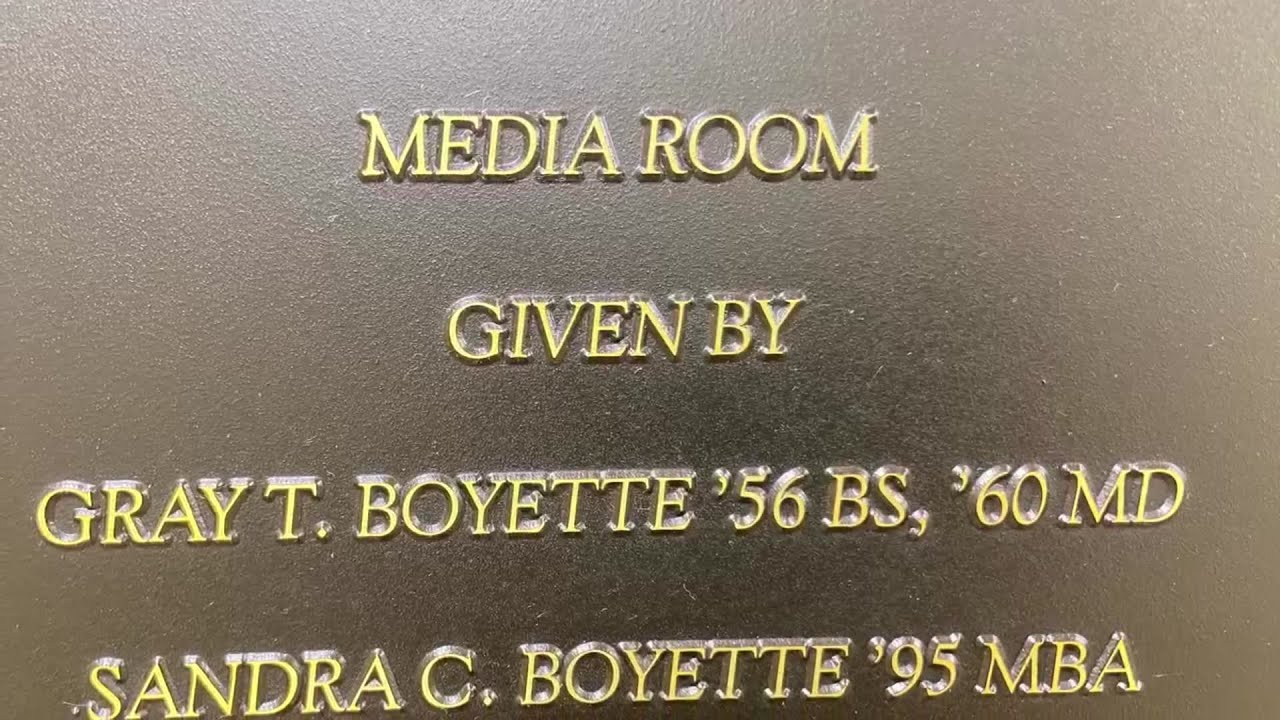 MEDIA ROOM
GIVEN BY
GRAY T. BOYETTE ’56 BS, ’60 MD
SANDRA C. BOYETTE ’95 MBA